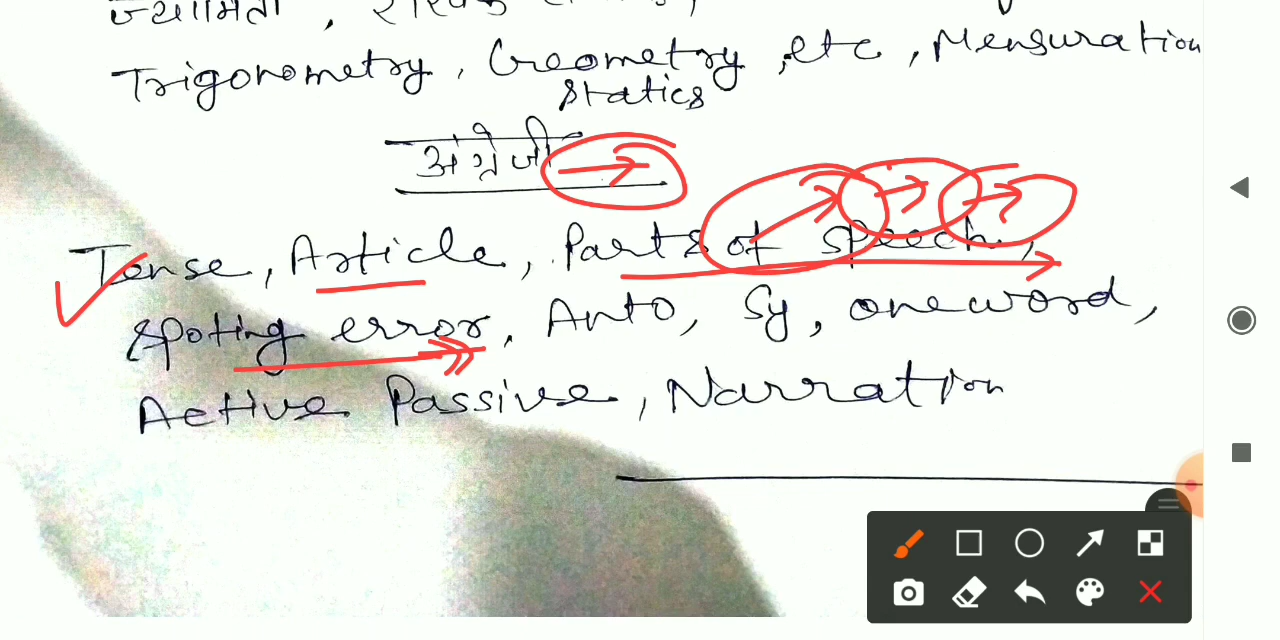 ज्यामिती,
Trigonometry, Geometry, etc, Mensuration
Statics
अंग्रेजी
Tense, Article, Parts of speech,
Spoting error, Anto, Sy, oneword,
Active Passive, Narration